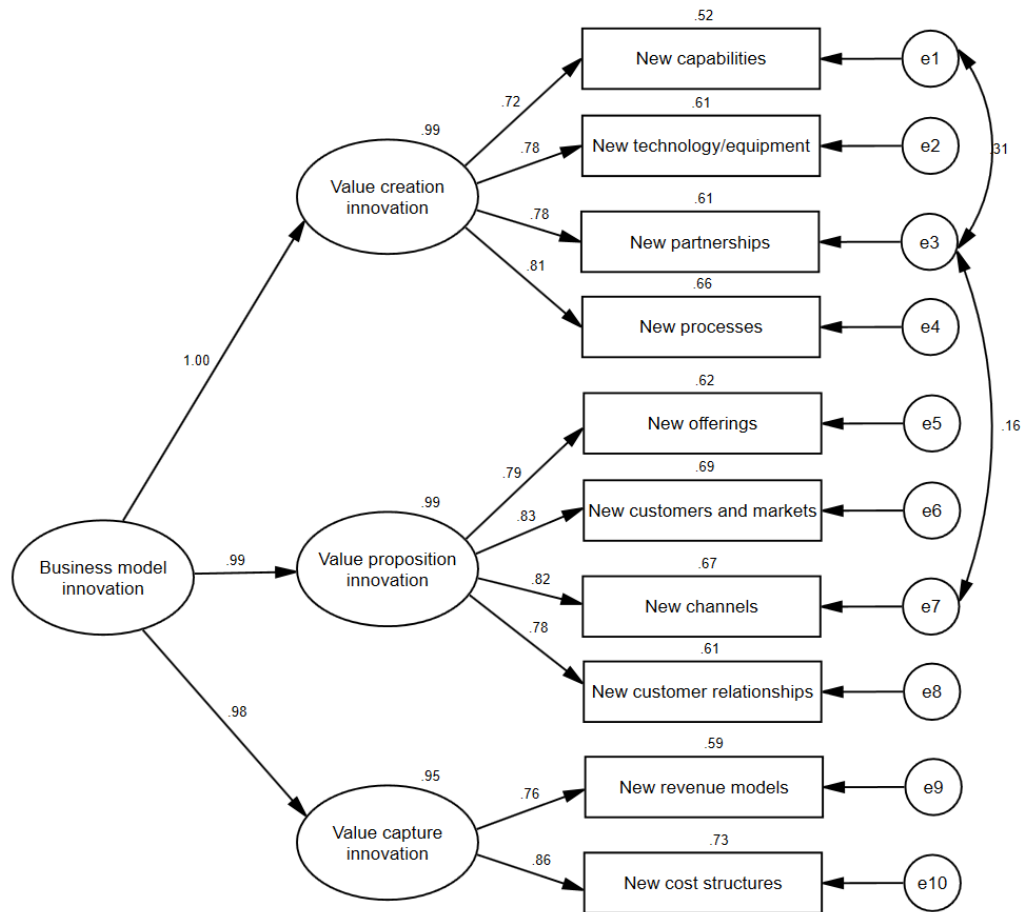 .52
New capabilities
e1
.72
.61
.99
.78
New technology/equipment
e2
.31
Value creation
innovation
.61
.78
New partnerships
e3
.81
.66
New processes
e4
1.00
.62
New offerings
e5
.16
.79
.69
.99
.83
New customers and markets
e6
Business model
innovation
.99
Value proposition
innovation
.67
.82
New channels
e7
.78
.61
New customer relationships
e8
.98
.59
.95
.76
New revenue models
e9
Value capture
innovation
.73
.86
New cost structures
e10